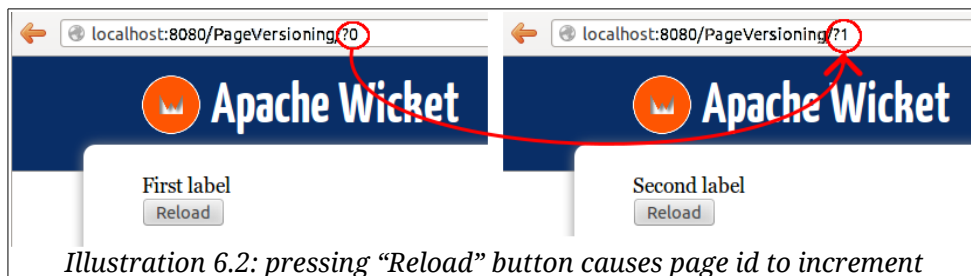 localhost:8080/PageVersioning/?0
Apache Wicket
First label
Reload
localhost:8080/PageVersioning/?1
Apache Wicket
Second label
Reload
Illustration 6.2: pressing “Reload” button causes page id to increment